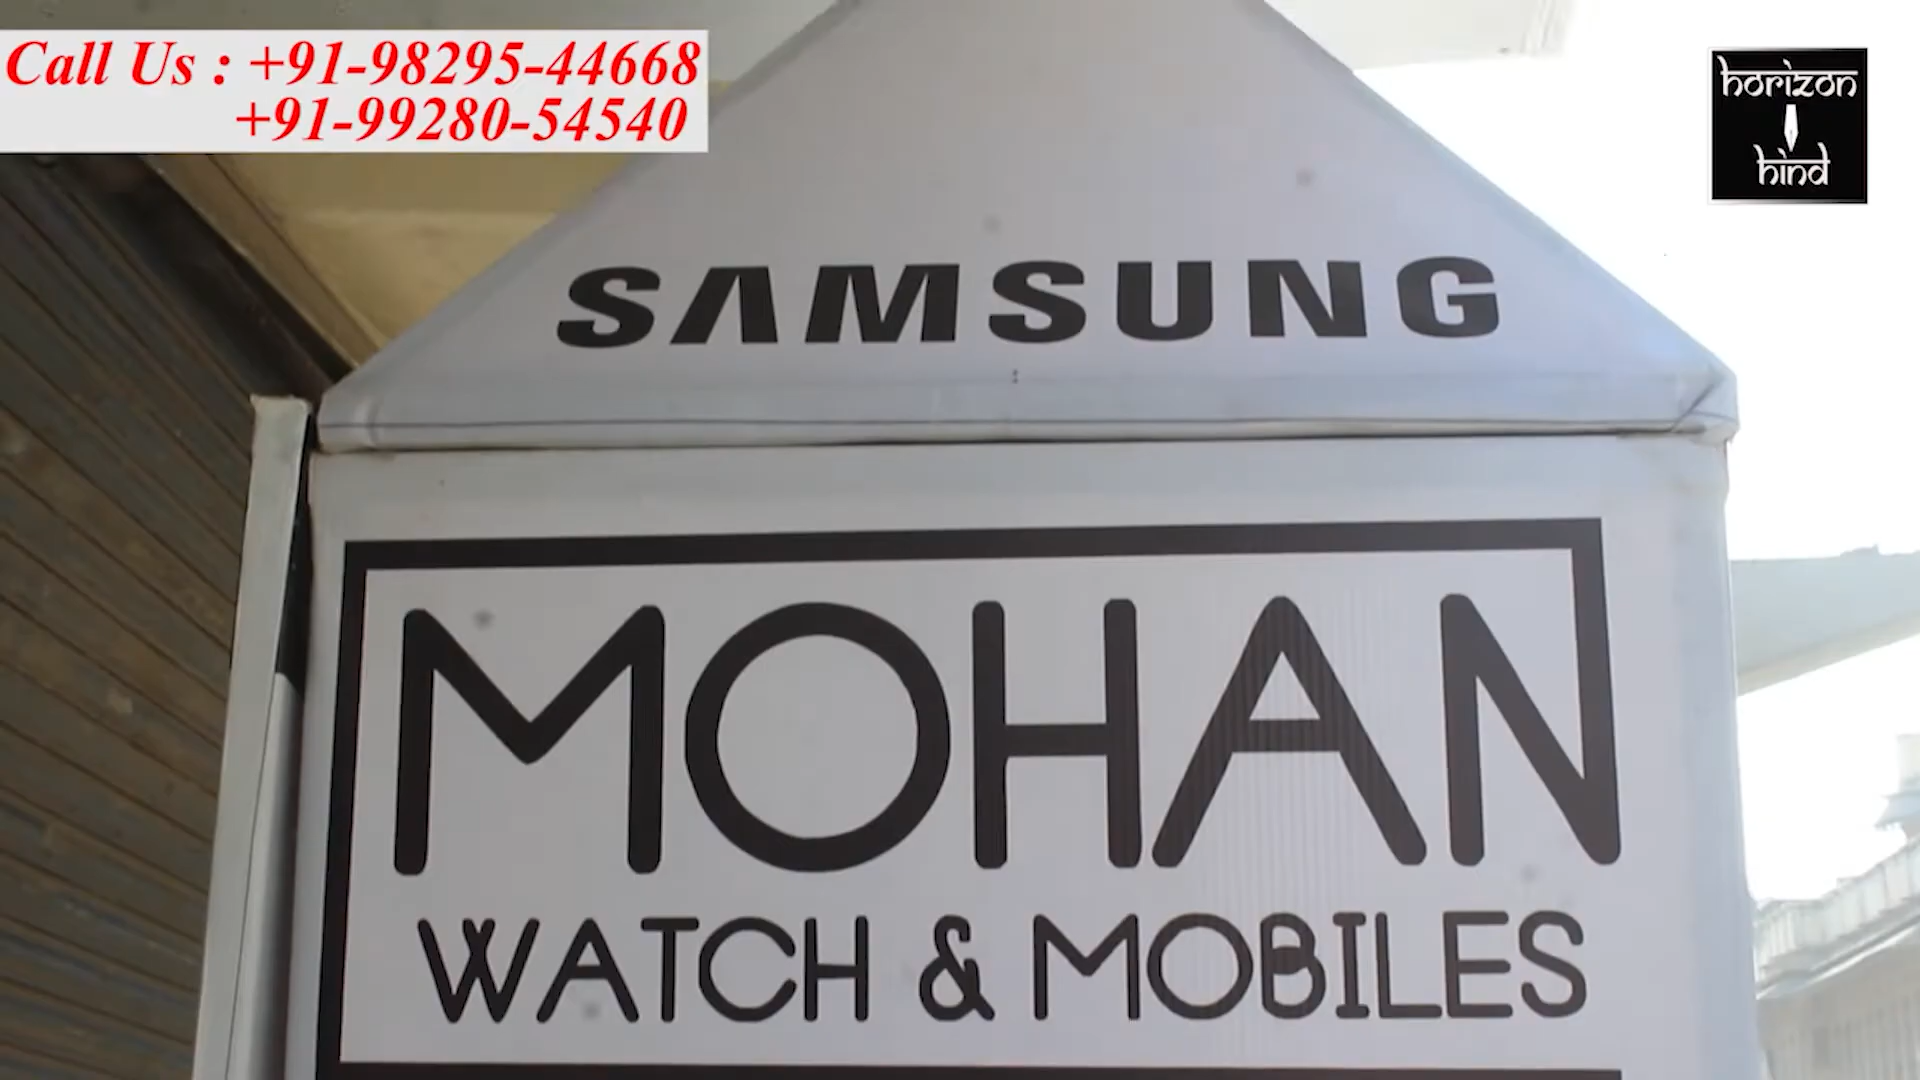 Call Us : +91-98295-44668
+91-99280-54540
horizon
hind
SAMSUNG
MOHAN
WATCH & MOBILES